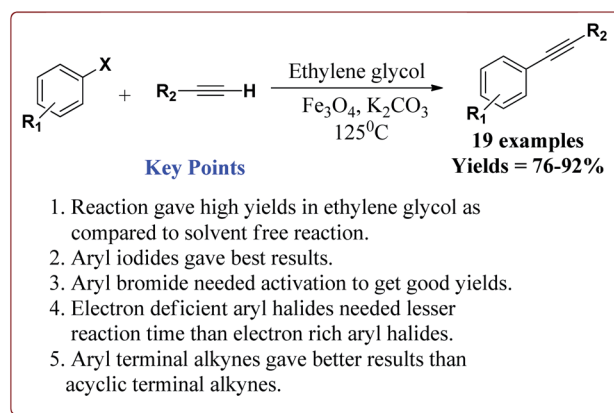 X
R1
+
R2
H
Ethylene glycol
Fe3O4, K2CO3
125⁰C
R2
R1
19 examples
Yields = 76-92%
Key Points
1. Reaction gave high yields in ethylene glycol as
compared to solvent free reaction.
2. Aryl iodides gave best results.
3. Aryl bromide needed activation to get good yields.
4. Electron deficient aryl halides needed lesser
reaction time than electron rich aryl halides.
5. Aryl terminal alkynes gave better results than
acyclic terminal alkynes.